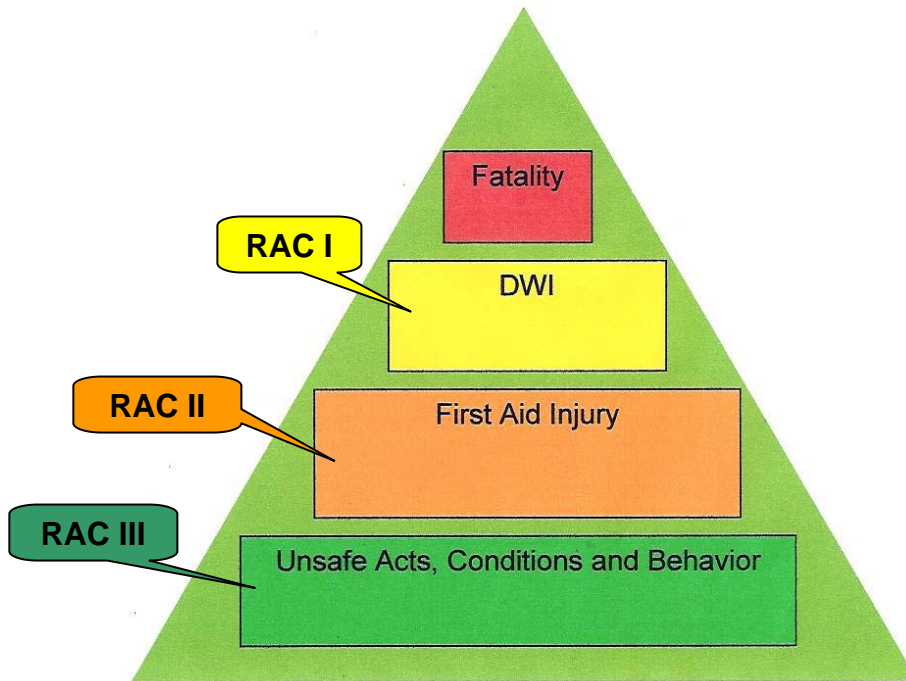 Fatality
RAC I
DWI
RAC II
First Aid Injury
RAC III
Unsafe Acts, Conditions and Behavior